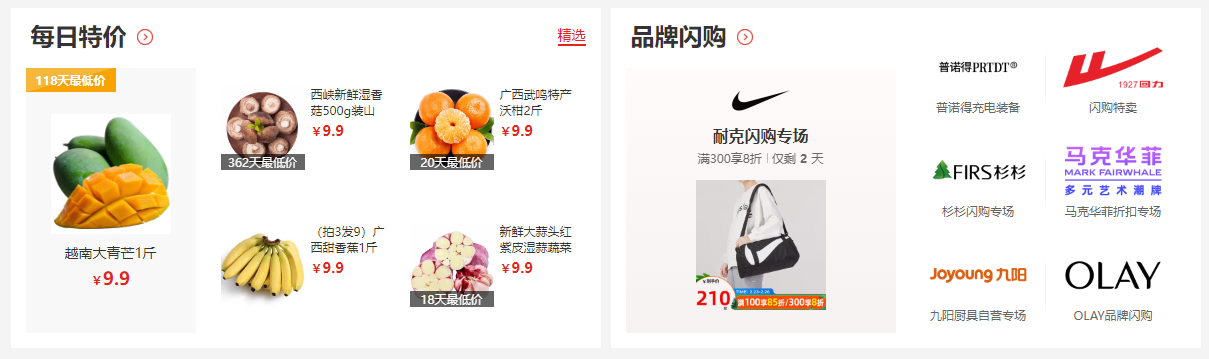 每日特价
精选
118天最低价
越南大青芒1斤
¥9.9
西峡新鲜湿香
菇500g装山
¥9.9
362天最低价
广西武鸣特产
沃柑2斤
¥9.9
20天最低价
（拍3发9）广
西甜香蕉1斤
¥9.9
新鲜大蒜头红
紫皮湿蒜蔬菜
¥9.9
18天最低价
品牌闪购
耐克闪购专场
满300享8折 | 仅剩 2 天
210
满100享85折/300享8折
普诺得PRTDT®
普诺得充电装备
1927 回力
闪购特卖
FIRS杉杉
杉杉闪购专场
马克华菲
MARK FAIRWHALE
多元艺术潮牌
马克华菲折扣专场
Joyoung 九阳
九阳厨具自营专场
OLAY
OLAY品牌闪购